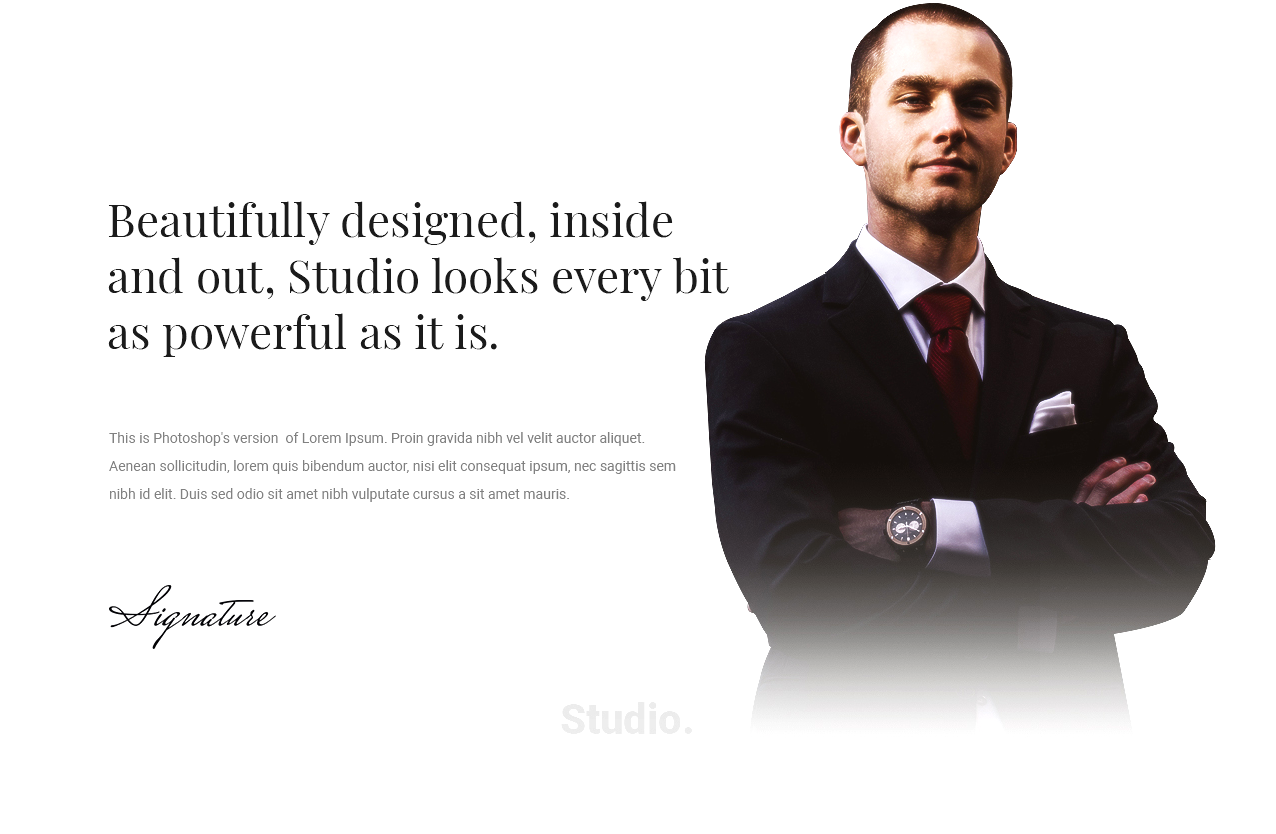 Beautifully designed, inside
and out, Studio looks every bit
as powerful as it is.
This is Photoshop's version  of Lorem Ipsum. Proin gravida nibh vel velit auctor aliquet.
Aenean sollicitudin, lorem quis bibendum auctor, nisi elit consequat ipsum, nec sagittis sem
nibh id elit. Duis sed odio sit amet nibh vulputate cursus a sit amet mauris.
Signature
Studio.